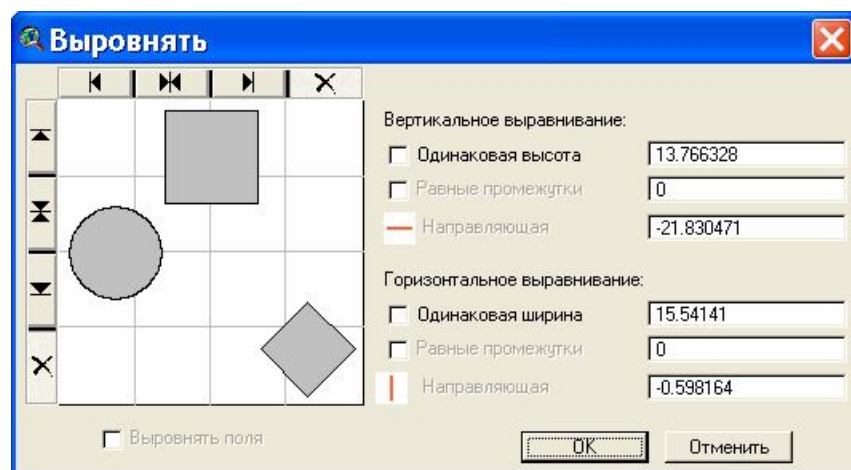 Выровнять
Вертикальное выравнивание:
Одинаковая высота 13.766328
Равные промежутки 0
Направляющая -21.830471
Горизонтальное выравнивание:
Одинаковая ширина 15.54141
Равные промежутки 0
Направляющая -0.598164
Выровнять поля
OK Отменить